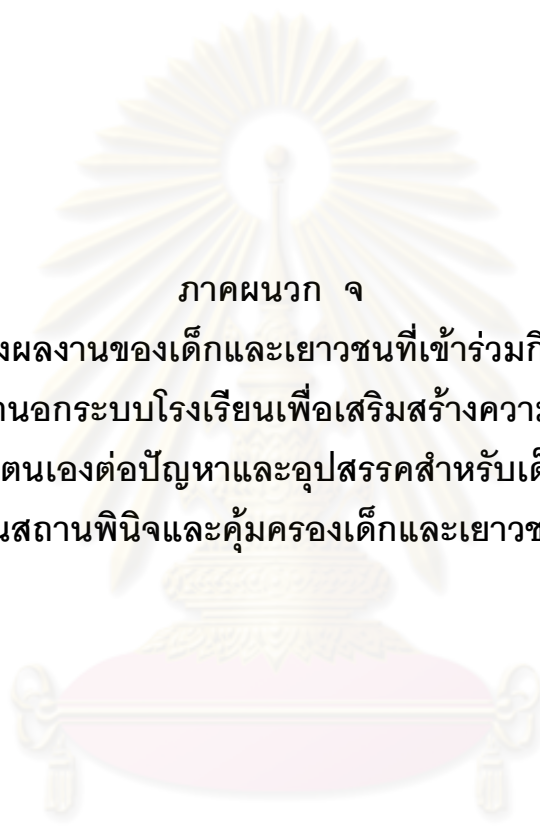 ภาคผนวก จ
งผลงานของเด็กและเยาวชนที่เข้าร่วมกิ
านอกระบบโรงเรียนเพื่อเสริมสร้างความ
ตนเองต่อปัญหาและอุปสรรคสำหรับเด็
นสถานพินิจและคุ้มครองเด็กและเยาวช